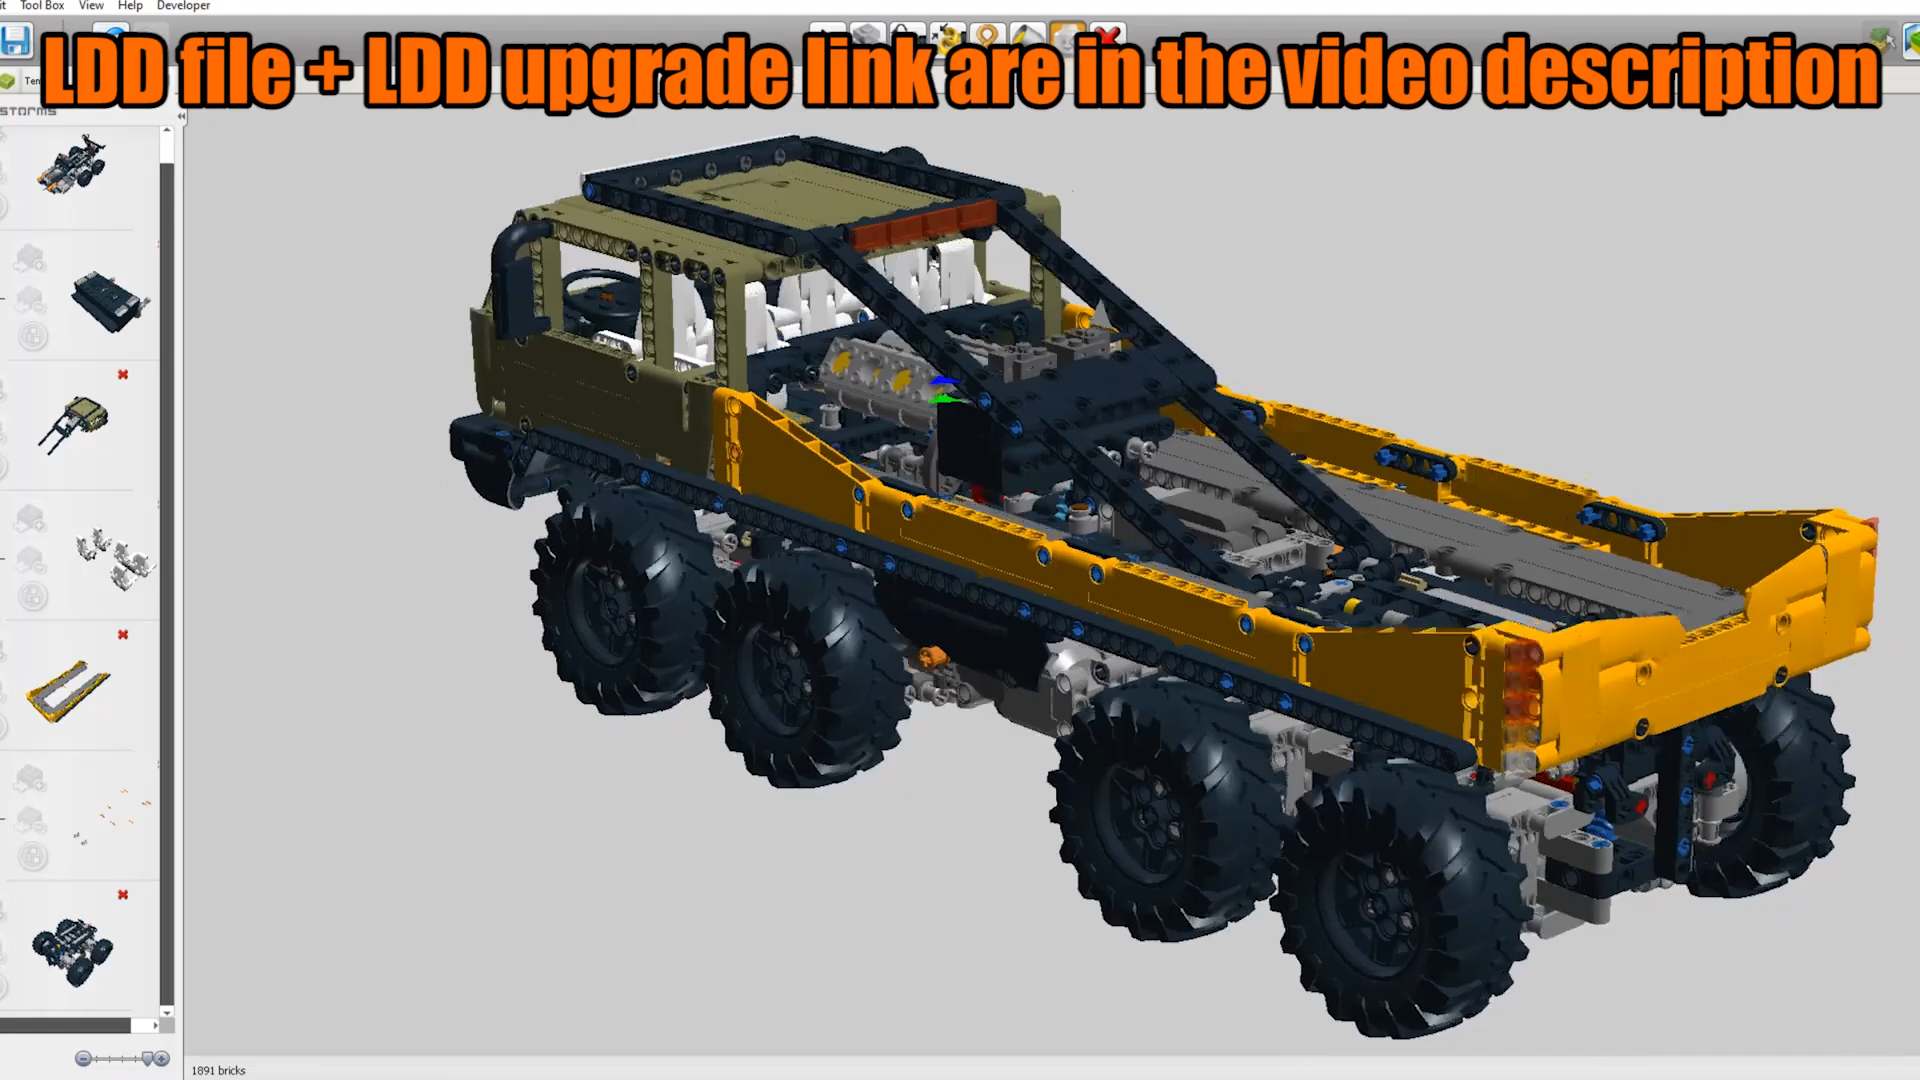 Tool Box View Help Developer
LDD file + LDD upgrade link are in the video description
1891 bricks